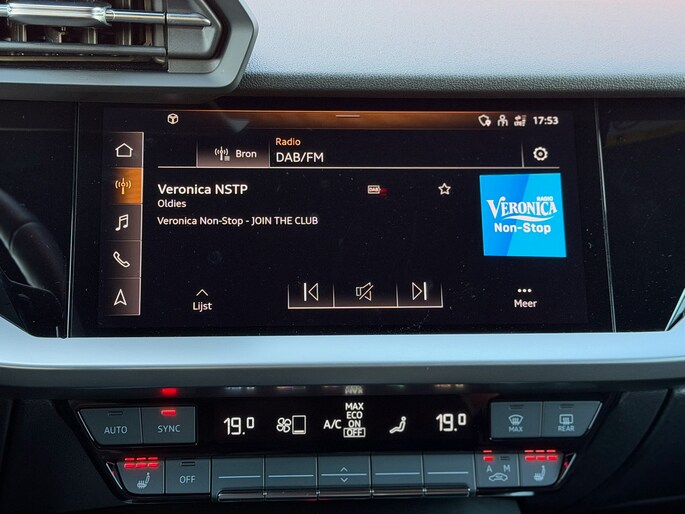 17:53
Radio
Bron
DAB/FM
Veronica NSTP
DAB
Oldies
Veronica Non-Stop - JOIN THE CLUB
RADIO
VERONICA
Non-Stop
Lijst
Meer
AUTO
SYNC
19.0
A/C
MAX
ECO
ON
OFF
19.0
MAX
REAR
OFF
A
M